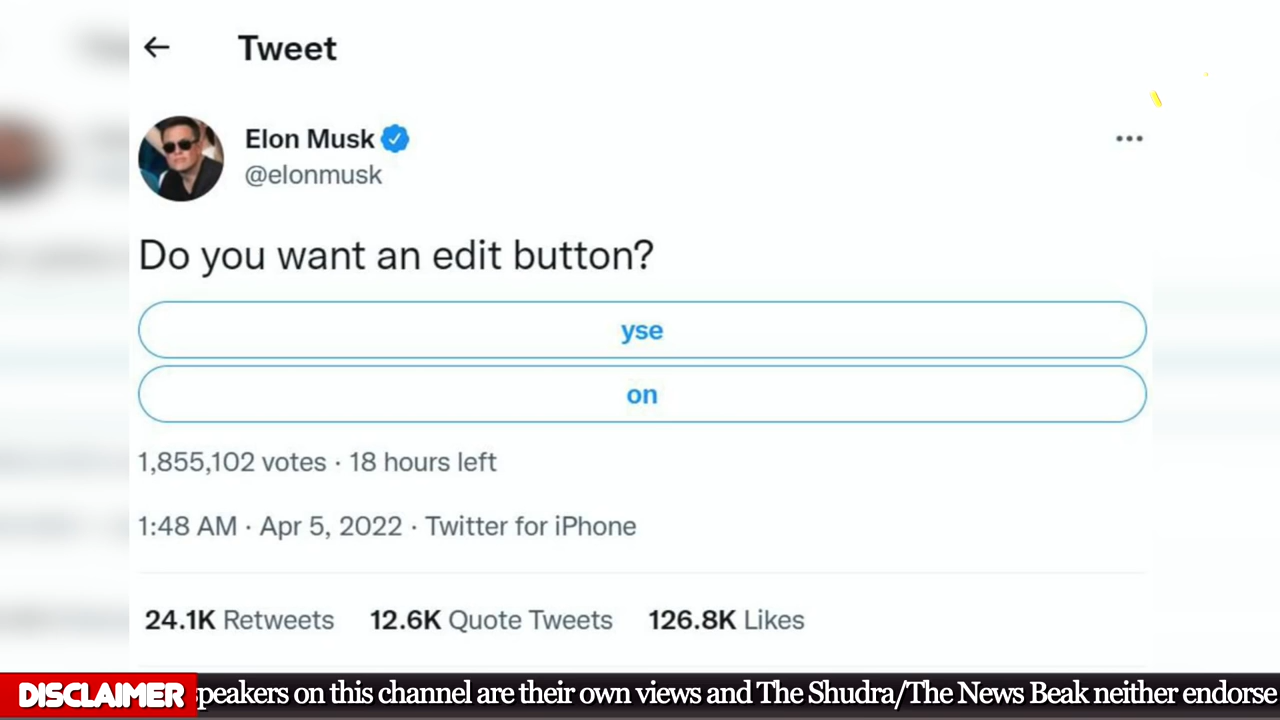 Tweet
Elon Musk
@elonmusk
Do you want an edit button?
yse
on
1,855,102 votes · 18 hours left
1:48 AM · Apr 5, 2022 · Twitter for iPhone
24.1K Retweets 12.6K Quote Tweets 126.8K Likes
DISCLAIMER speakers on this channel are their own views and The Shudra/The News Beak neither endorse